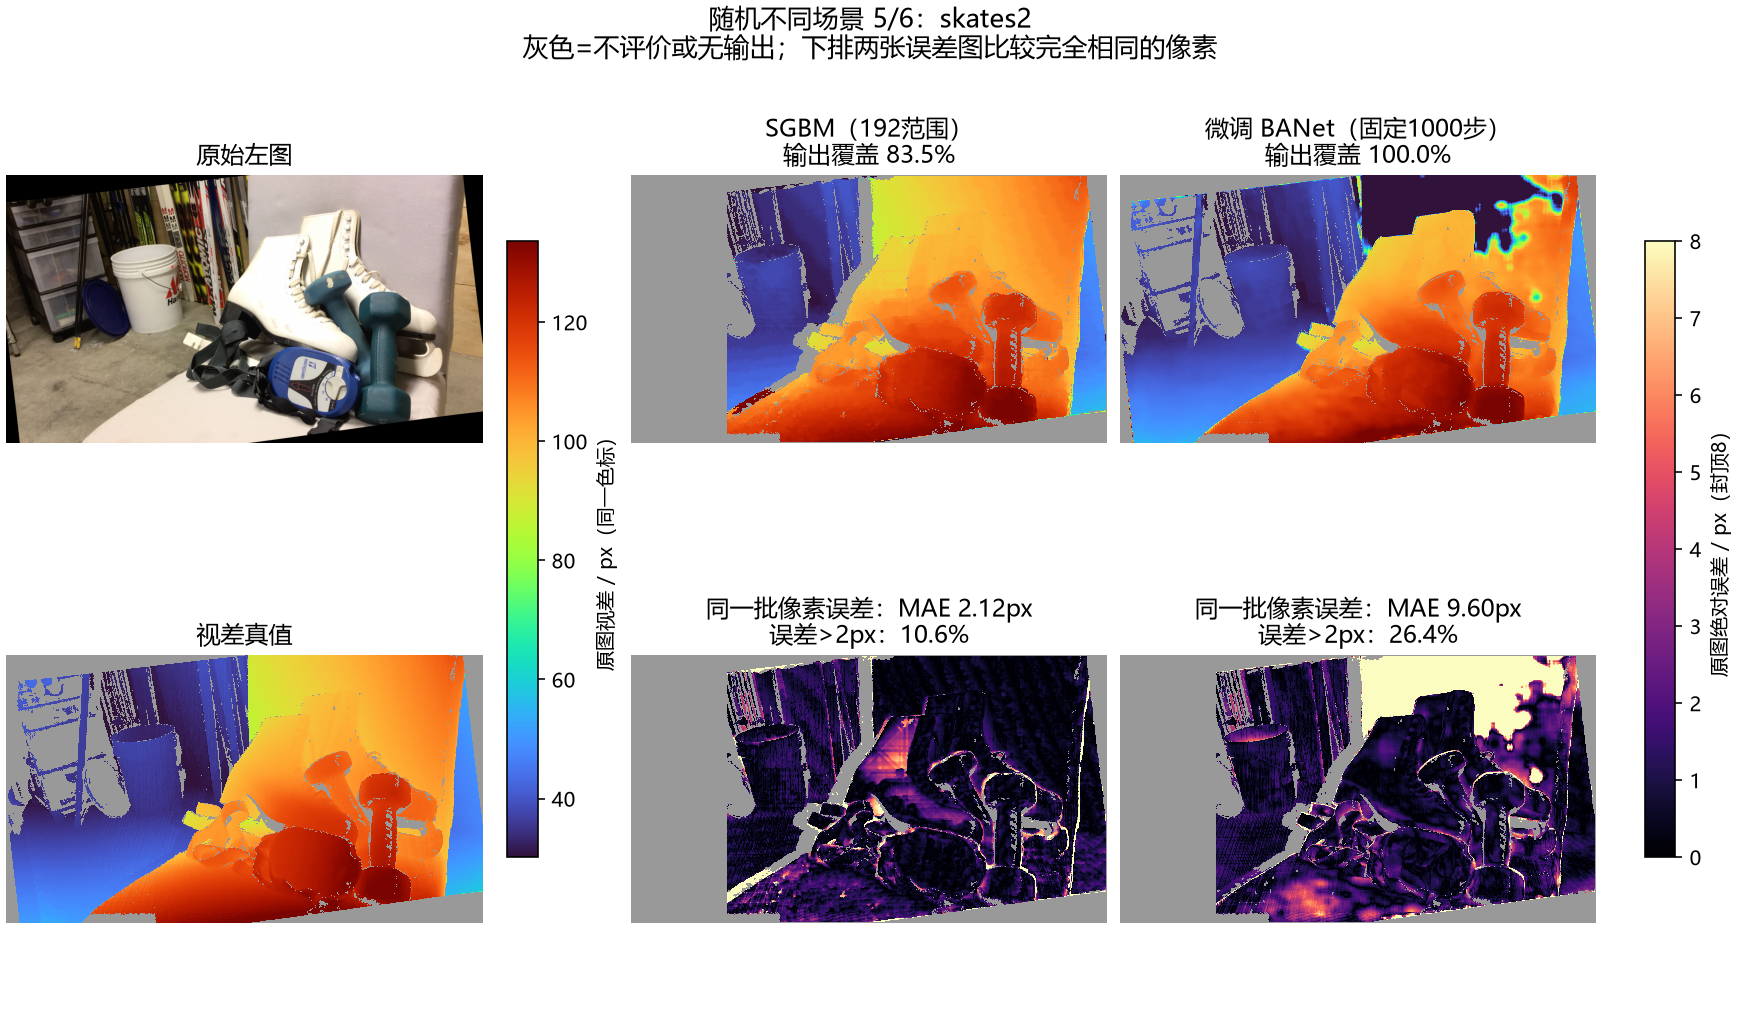 随机不同场景 5/6：skates2
灰色=不评价或无输出；下排两张误差图比较完全相同的像素
原始左图
SGBM（192范围）
输出覆盖 83.5%
微调 BANet（固定1000步）
输出覆盖 100.0%
120
100
80
60
40
原图视差 / px（同一色标）
8
7
6
5
4
3
2
1
0
原图绝对误差 / px（封顶8）
视差真值
同一批像素误差：MAE 2.12px
误差>2px：10.6%
同一批像素误差：MAE 9.60px
误差>2px：26.4%